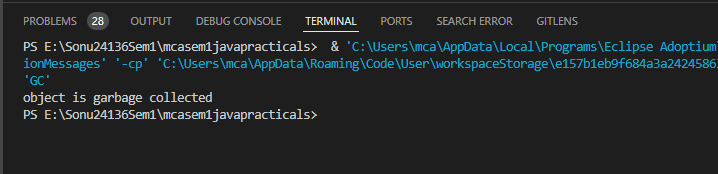 PROBLEMS 28 OUTPUT DEBUG CONSOLE TERMINAL PORTS SEARCH ERROR GITLENS
PS E:\Sonu24136Sem1\mcasem1javapracticals> & 'C:\Users\mca\AppData\Local\Programs\Eclipse Adoptium\
ionMessages' '-cp' 'C:\Users\mca\AppData\Roaming\Code\User\workspaceStorage\e157b1eb9f684a3a2424586
'GC'
object is garbage collected
PS E:\Sonu24136Sem1\mcasem1javapracticals>